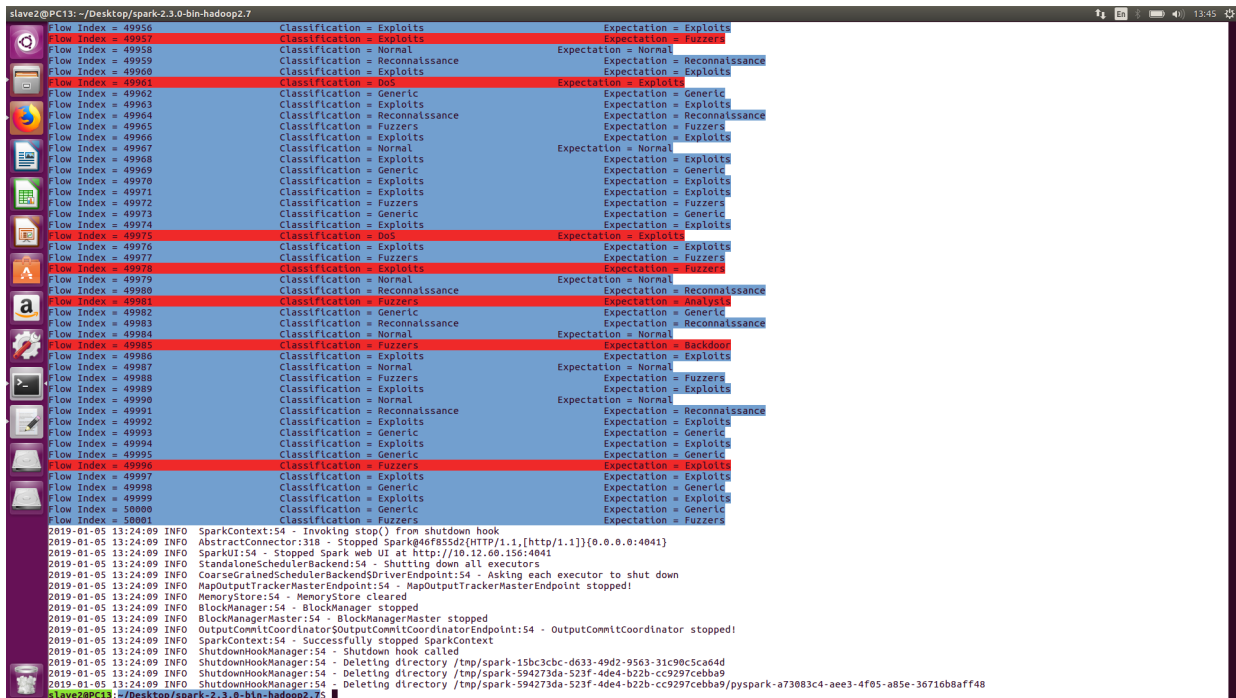 slave2@PC13: ~/Desktop/spark-2.3.0-bin-hadoop2.7 En 13:45
Flow Index = 49956 Classification = Exploits Expectation = Exploits
Flow Index = 49957 Classification = Exploits Expectation = Fuzzers
Flow Index = 49958 Classification = Normal Expectation = Normal
Flow Index = 49959 Classification = Reconnaissance Expectation = Reconnaissance
Flow Index = 49960 Classification = Exploits Expectation = Exploits
Flow Index = 49961 Classification = DoS Expectation = Exploits
Flow Index = 49962 Classification = Generic Expectation = Generic
Flow Index = 49963 Classification = Exploits Expectation = Exploits
Flow Index = 49964 Classification = Reconnaissance Expectation = Reconnaissance
Flow Index = 49965 Classification = Fuzzers Expectation = Fuzzers
Flow Index = 49966 Classification = Exploits Expectation = Exploits
Flow Index = 49967 Classification = Normal Expectation = Normal
Flow Index = 49968 Classification = Exploits Expectation = Exploits
Flow Index = 49969 Classification = Generic Expectation = Generic
Flow Index = 49970 Classification = Exploits Expectation = Exploits
Flow Index = 49971 Classification = Exploits Expectation = Exploits
Flow Index = 49972 Classification = Fuzzers Expectation = Fuzzers
Flow Index = 49973 Classification = Generic Expectation = Generic
Flow Index = 49974 Classification = Exploits Expectation = Exploits
Flow Index = 49975 Classification = DoS Expectation = Exploits
Flow Index = 49976 Classification = Exploits Expectation = Exploits
Flow Index = 49977 Classification = Fuzzers Expectation = Fuzzers
Flow Index = 49978 Classification = Exploits Expectation = Fuzzers
Flow Index = 49979 Classification = Normal Expectation = Normal
Flow Index = 49980 Classification = Reconnaissance Expectation = Reconnaissance
Flow Index = 49981 Classification = Fuzzers Expectation = Analysis
Flow Index = 49982 Classification = Generic Expectation = Generic
Flow Index = 49983 Classification = Reconnaissance Expectation = Reconnaissance
Flow Index = 49984 Classification = Normal Expectation = Normal
Flow Index = 49985 Classification = Fuzzers Expectation = Backdoor
Flow Index = 49986 Classification = Exploits Expectation = Exploits
Flow Index = 49987 Classification = Normal Expectation = Normal
Flow Index = 49988 Classification = Fuzzers Expectation = Fuzzers
Flow Index = 49989 Classification = Exploits Expectation = Exploits
Flow Index = 49990 Classification = Normal Expectation = Normal
Flow Index = 49991 Classification = Reconnaissance Expectation = Reconnaissance
Flow Index = 49992 Classification = Exploits Expectation = Exploits
Flow Index = 49993 Classification = Generic Expectation = Generic
Flow Index = 49994 Classification = Exploits Expectation = Exploits
Flow Index = 49995 Classification = Generic Expectation = Generic
Flow Index = 49996 Classification = Fuzzers Expectation = Exploits
Flow Index = 49997 Classification = Exploits Expectation = Exploits
Flow Index = 49998 Classification = Generic Expectation = Generic
Flow Index = 49999 Classification = Exploits Expectation = Exploits
Flow Index = 50000 Classification = Generic Expectation = Generic
Flow Index = 50001 Classification = Fuzzers Expectation = Fuzzers
2019-01-05 13:24:09 INFO SparkContext:54 - Invoking stop() from shutdown hook
2019-01-05 13:24:09 INFO AbstractConnector:318 - Stopped Spark@46f855d2{HTTP/1.1,[http/1.1]}{0.0.0.0:4041}
2019-01-05 13:24:09 INFO SparkUI:54 - Stopped Spark web UI at http://10.12.60.156:4041
2019-01-05 13:24:09 INFO StandaloneSchedulerBackend:54 - Shutting down all executors
2019-01-05 13:24:09 INFO CoarseGrainedSchedulerBackend$DriverEndpoint:54 - Asking each executor to shut down
2019-01-05 13:24:09 INFO MapOutputTrackerMasterEndpoint:54 - MapOutputTrackerMasterEndpoint stopped!
2019-01-05 13:24:09 INFO MemoryStore:54 - MemoryStore cleared
2019-01-05 13:24:09 INFO BlockManager:54 - BlockManager stopped
2019-01-05 13:24:09 INFO BlockManagerMaster:54 - BlockManagerMaster stopped
2019-01-05 13:24:09 INFO OutputCommitCoordinator$OutputCommitCoordinatorEndpoint:54 - OutputCommitCoordinator stopped!
2019-01-05 13:24:09 INFO SparkContext:54 - Successfully stopped SparkContext
2019-01-05 13:24:09 INFO ShutdownHookManager:54 - Shutdown hook called
2019-01-05 13:24:09 INFO ShutdownHookManager:54 - Deleting directory /tmp/spark-15bc3cbc-d633-49d2-9563-31c90c5ca64d
2019-01-05 13:24:09 INFO ShutdownHookManager:54 - Deleting directory /tmp/spark-594273da-523f-4de4-b22b-cc9297cebba9
2019-01-05 13:24:09 INFO ShutdownHookManager:54 - Deleting directory /tmp/spark-594273da-523f-4de4-b22b-cc9297cebba9/pyspark-a73083c4-aee3-4f05-a85e-36716b8aff48
slave2@PC13:~/Desktop/spark-2.3.0-bin-hadoop2.7$